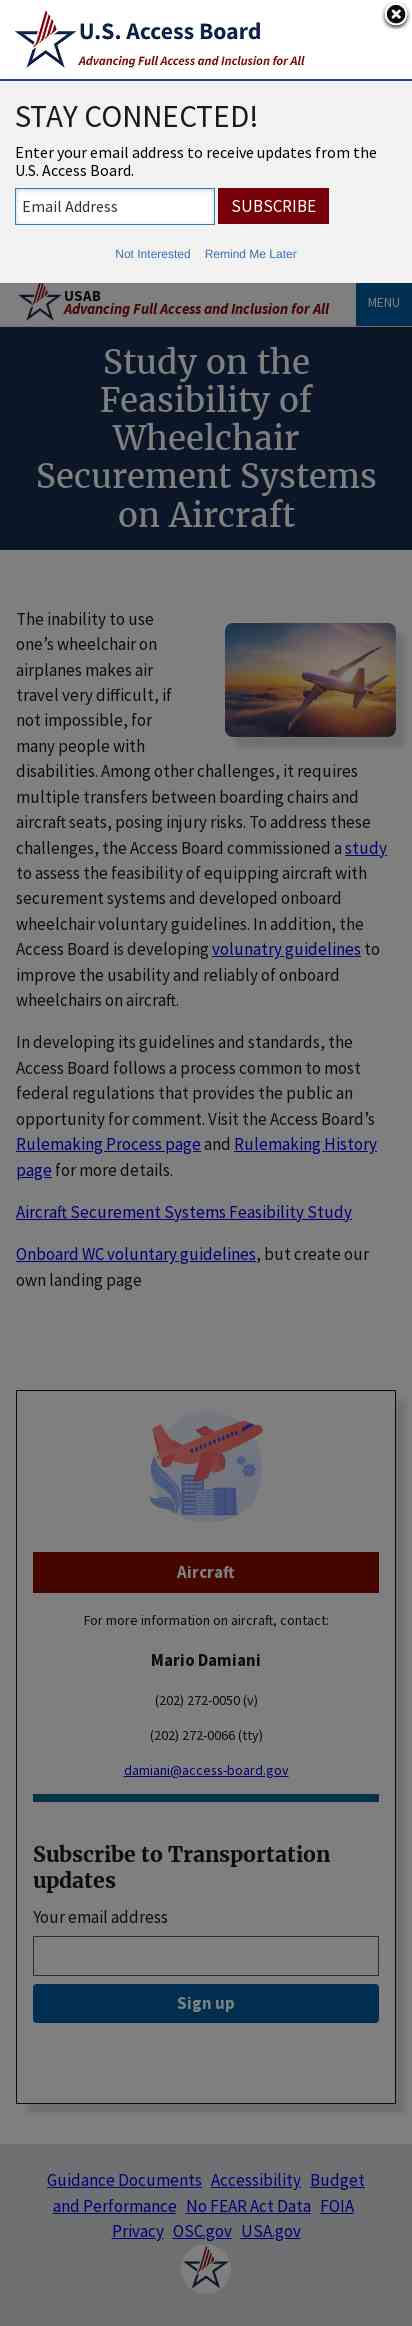 U.S. Access Board
Advancing Full Access and Inclusion for All
STAY CONNECTED!
Enter your email address to receive updates from the
U.S. Access Board.
Email Address
SUBSCRIBE
Not Interested Remind Me Later
USAB
Advancing Full Access and Inclusion for All
MENU
Study on the
Feasibility of
Wheelchair
Securement Systems
on Aircraft
The inability to use
one’s wheelchair on
airplanes makes air
travel very difficult, if
not impossible, for
many people with
disabilities. Among other challenges, it requires
multiple transfers between boarding chairs and
aircraft seats, posing injury risks. To address these
challenges, the Access Board commissioned a study
to assess the feasibility of equipping aircraft with
securement systems and developed onboard
wheelchair voluntary guidelines. In addition, the
Access Board is developing volunatry guidelines to
improve the usability and reliably of onboard
wheelchairs on aircraft.
In developing its guidelines and standards, the
Access Board follows a process common to most
federal regulations that provides the public an
opportunity for comment. Visit the Access Board’s
Rulemaking Process page and Rulemaking History
page for more details.
Aircraft Securement Systems Feasibility Study
Onboard WC voluntary guidelines, but create our
own landing page
Aircraft
For more information on aircraft, contact:
Mario Damiani
(202) 272-0050 (v)
(202) 272-0066 (tty)
damiani@access-board.gov
Subscribe to Transportation
updates
Your email address
Sign up
Guidance Documents Accessibility Budget
and Performance No FEAR Act Data FOIA
Privacy OSC.gov USA.gov